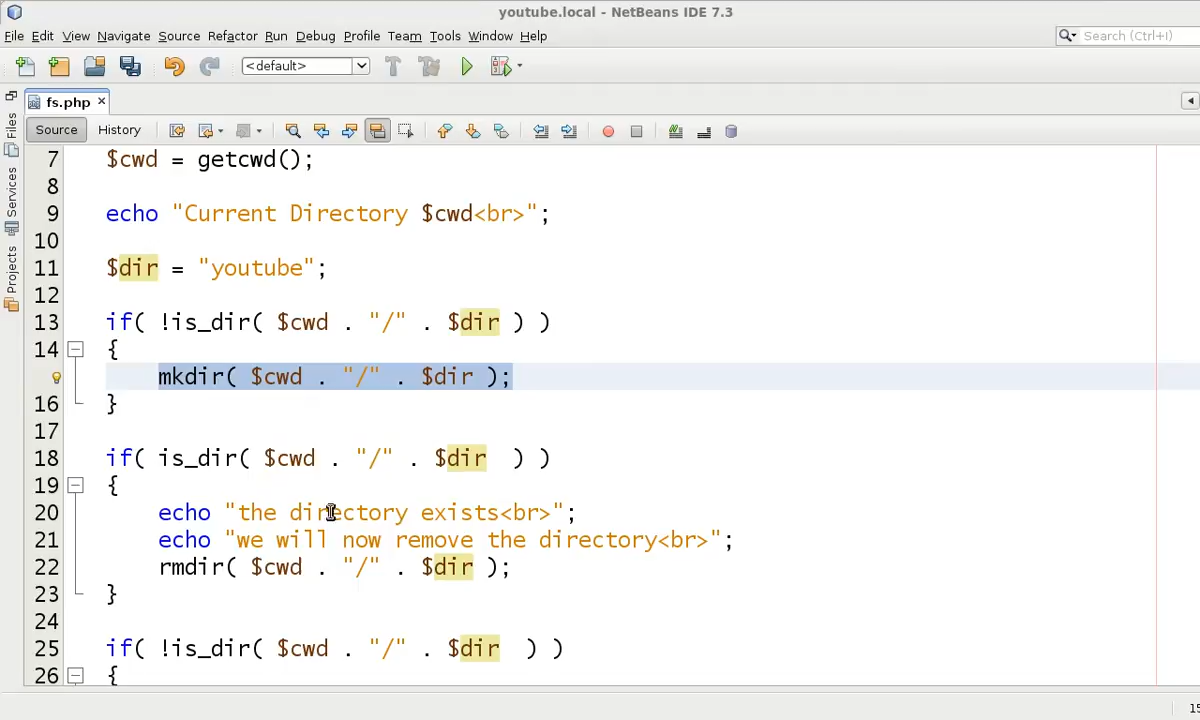 youtube.local - NetBeans IDE 7.3
File Edit View Navigate Source Refactor Run Debug Profile Team Tools Window Help Search (Ctrl+I)
<default>
fs.php
Source History
Files
Services
Projects
7 $cwd = getcwd();
8
9 echo "Current Directory $cwd<br>";
10
11 $dir = "youtube";
12
13 if( !is_dir( $cwd . "/" . $dir ) )
14 {
mkdir( $cwd . "/" . $dir );
16 }
17
18 if( is_dir( $cwd . "/" . $dir  ) )
19 {
20 echo "the directory exists<br>";
21 echo "we will now remove the directory<br>";
22 rmdir( $cwd . "/" . $dir );
23 }
24
25 if( !is_dir( $cwd . "/" . $dir  ) )
26 {